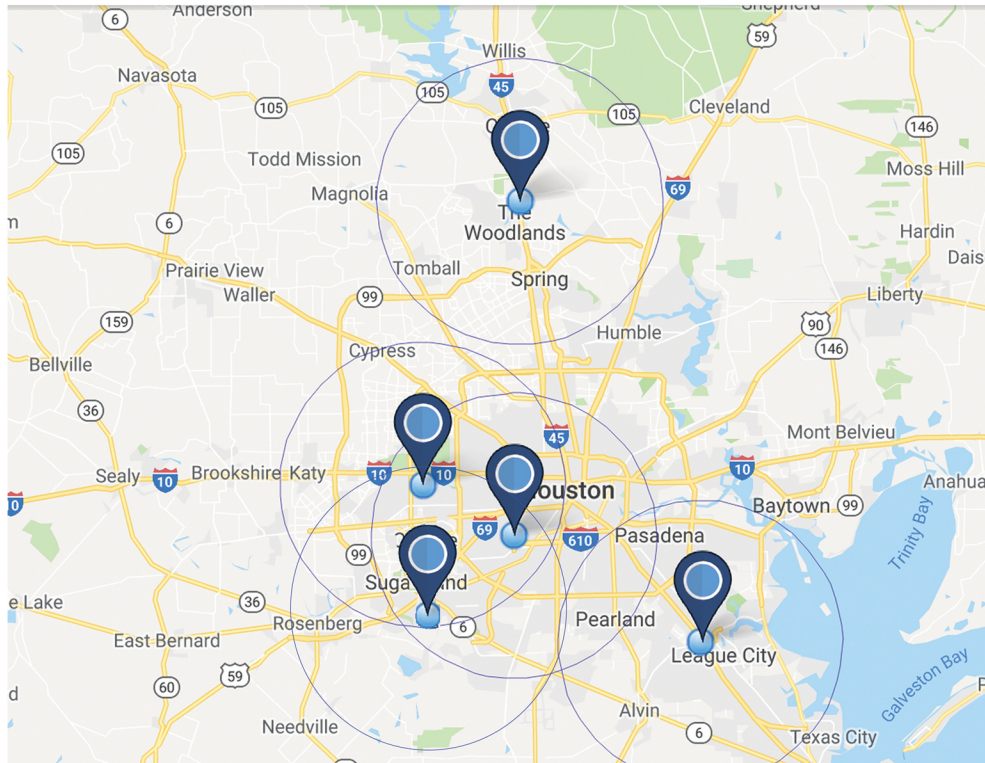 Anderson
Shepherd
6
59
Willis
45
Navasota
105
105
105
Cleveland
146
105
Todd Mission
Moss Hill
69
Magnolia
The
Woodlands
6
Hardin
Prairie View
Tomball
Spring
Waller
99
Liberty
159
90
Humble
146
Cypress
Bellville
36
45
Mont Belvieu
Sealy
10
Brookshire
Katy
10
10
10
10
Houston
Baytown
99
69
610
Pasadena
Trinity Bay
99
Sugar Land
36
Rosenberg
6
Pearland
East Bernard
League City
59
60
Galveston Bay
Needville
Alvin
6
Texas City